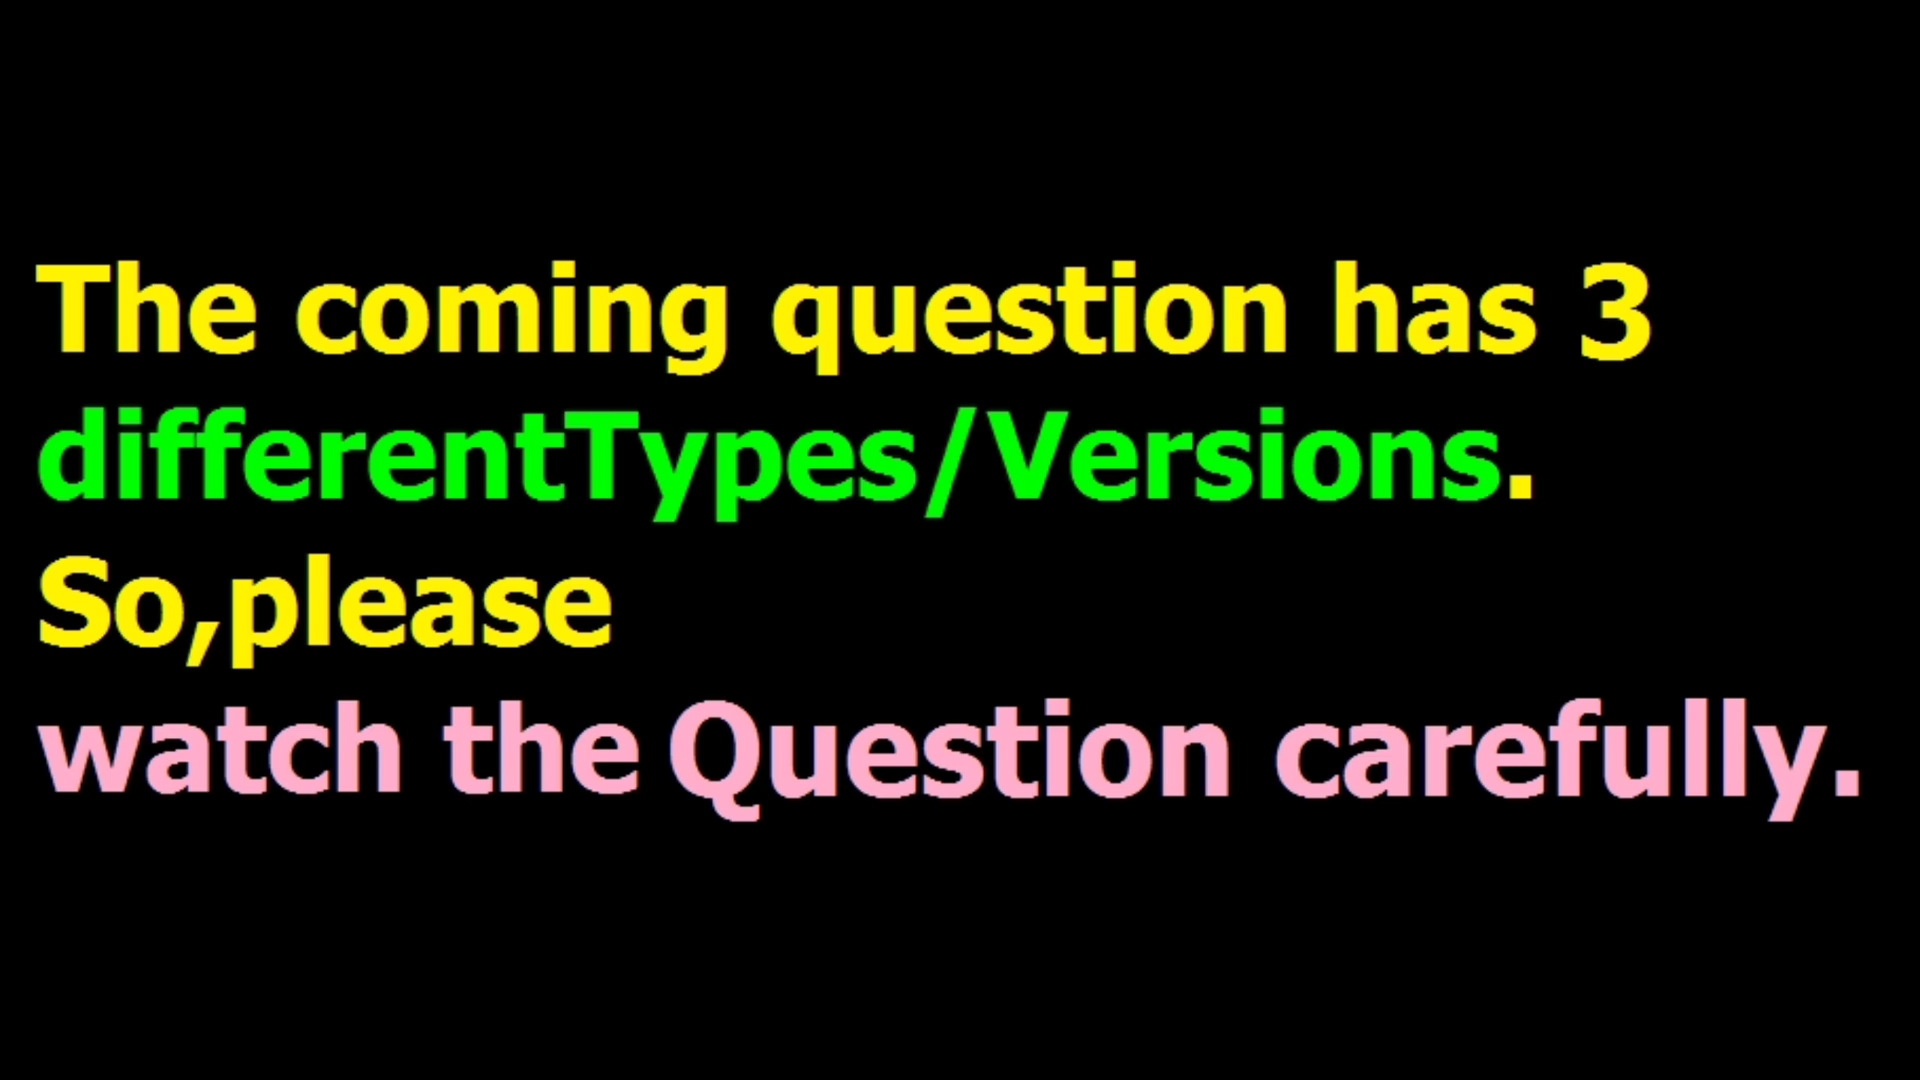 The coming question has 3
differentTypes/Versions.
So,please
watch the Question carefully.